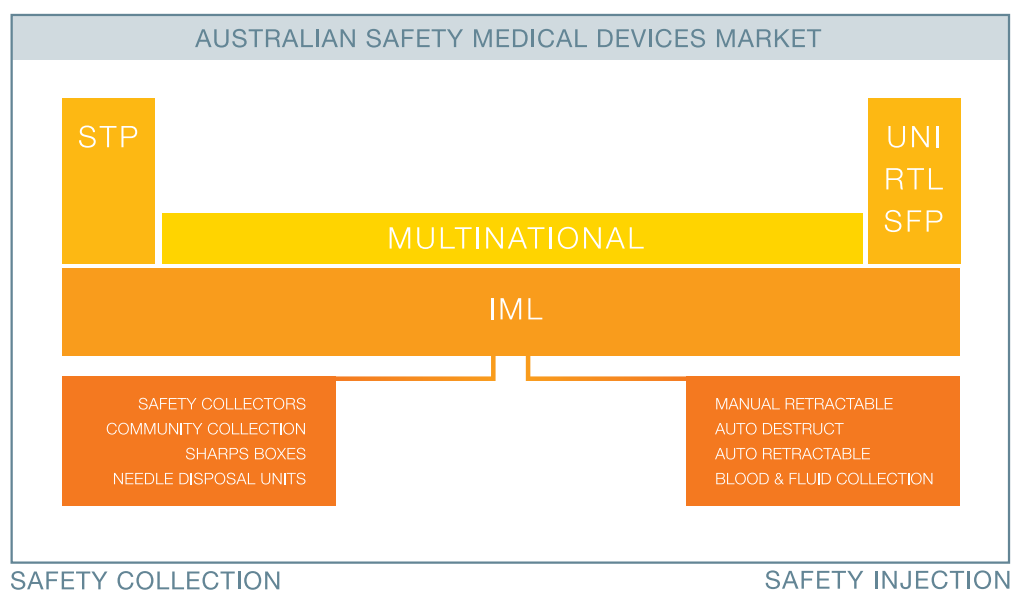 AUSTRALIAN SAFETY MEDICAL DEVICES MARKET
STP
UNI
RTL
SFP
MULTINATIONAL
IML
SAFETY COLLECTORS
COMMUNITY COLLECTION
SHARPS BOXES
NEEDLE DISPOSAL UNITS
MANUAL RETRACTABLE
AUTO DESTRUCT
AUTO RETRACTABLE
BLOOD & FLUID COLLECTION
SAFETY COLLECTION
SAFETY INJECTION